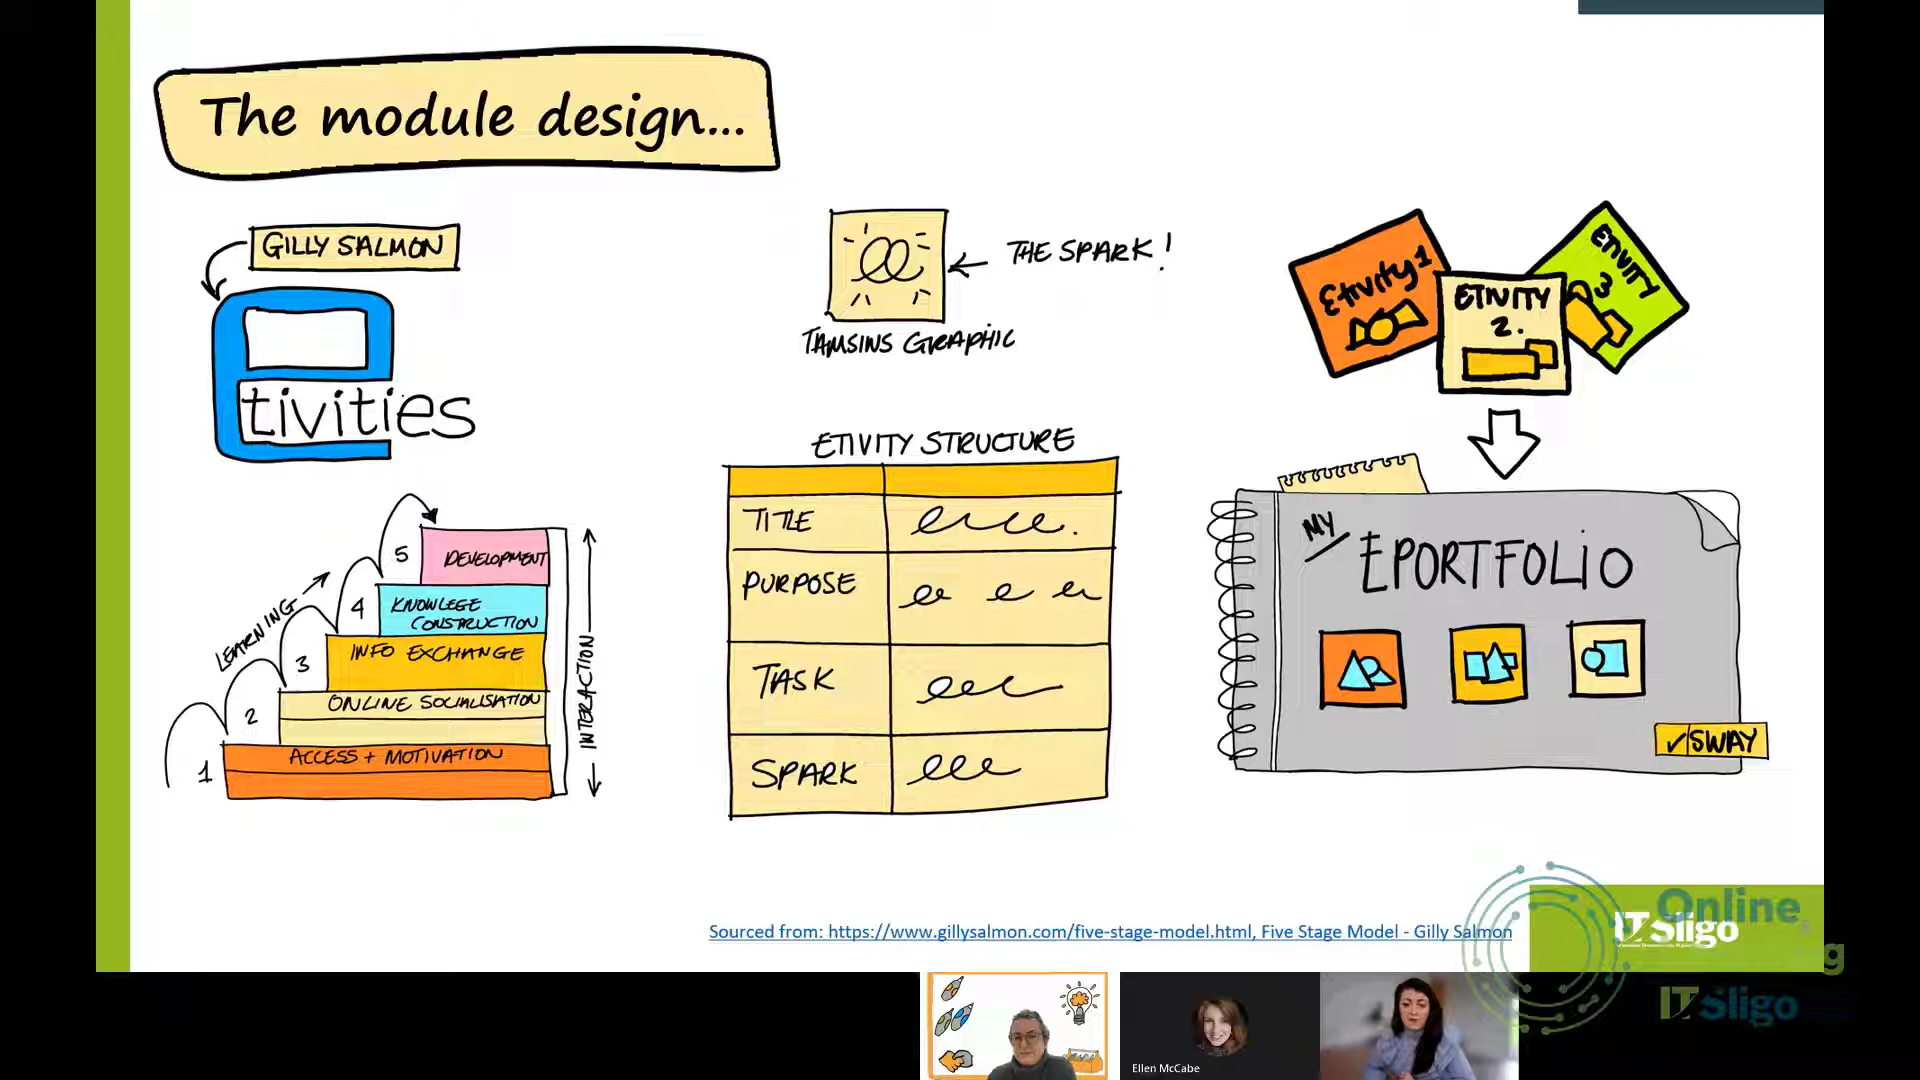 The module design...
GILLY SALMON
etivities
5
DEVELOPMENT
4
KNOWLEGE
CONSTRUCTION
3
INFO EXCHANGE
2
ONLINE SOCIALISATION
1
ACCESS + MOTIVATION
LEARNING
INTERACTION
THE SPARK!
TAMSINS GRAPHIC
ETIVITY STRUCTURE
TITLE
PURPOSE
TASK
SPARK
Etivity 1
ETIVITY
2.
ETIVITY
3
MY
EPORTFOLIO
✓ SWAY
Sourced from: https://www.gillysalmon.com/five-stage-model.html, Five Stage Model - Gilly Salmon
Online
IT Sligo
IT Sligo
Ellen McCabe